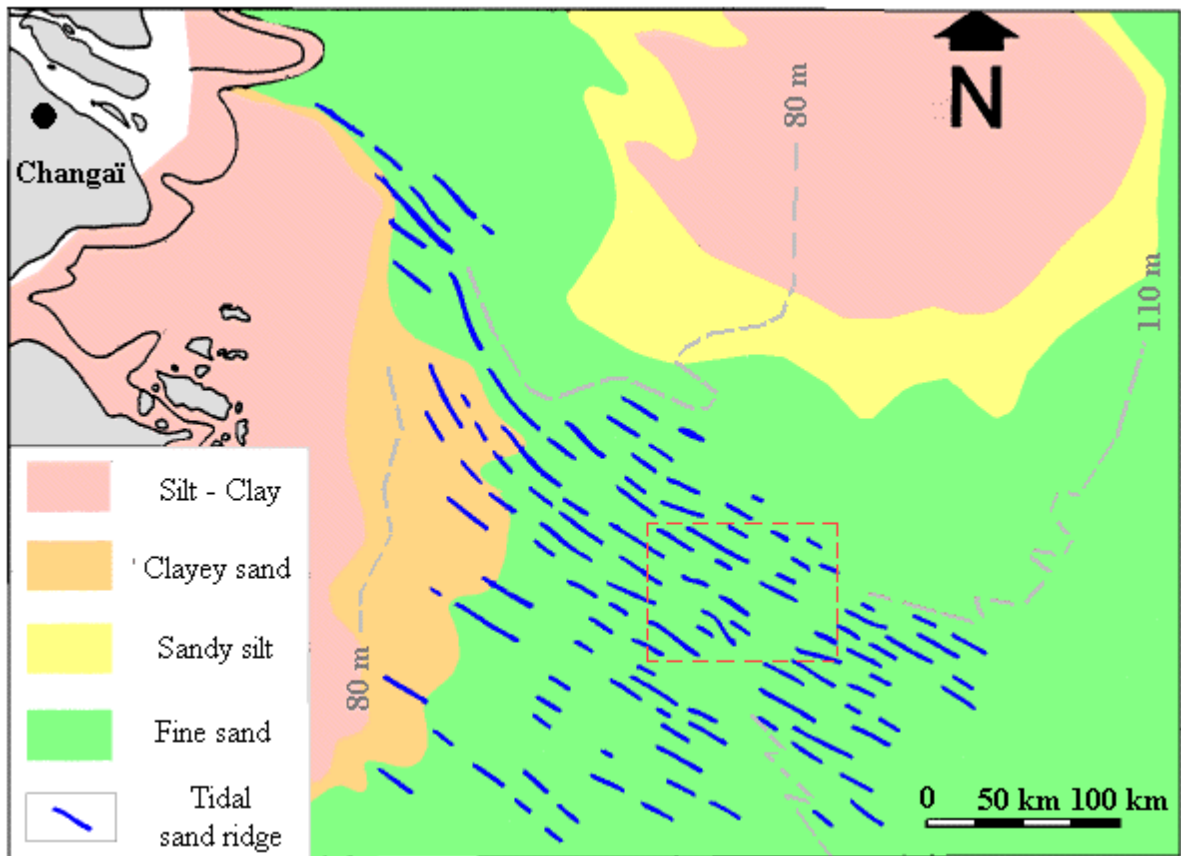 N
80 m
Changaï
110 m
Silt - Clay
Clayey sand
Sandy silt
80 m
Fine sand
Tidal
sand ridge
0 50 km 100 km